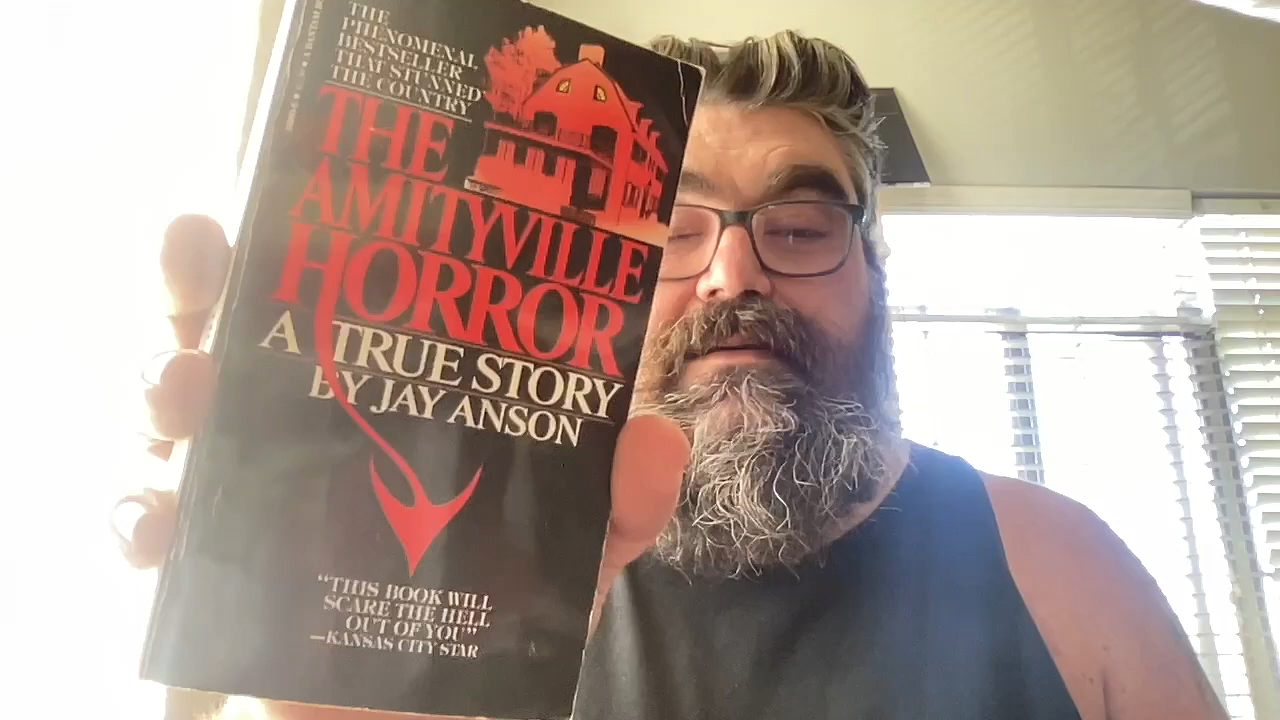 THE
PHENOMENAL
BESTSELLER
THAT STUNNED
THE COUNTRY
THE
AMITYVILLE
HORROR
A TRUE STORY
BY JAY ANSON
“THIS BOOK WILL
SCARE THE HELL
OUT OF YOU”
—KANSAS CITY STAR